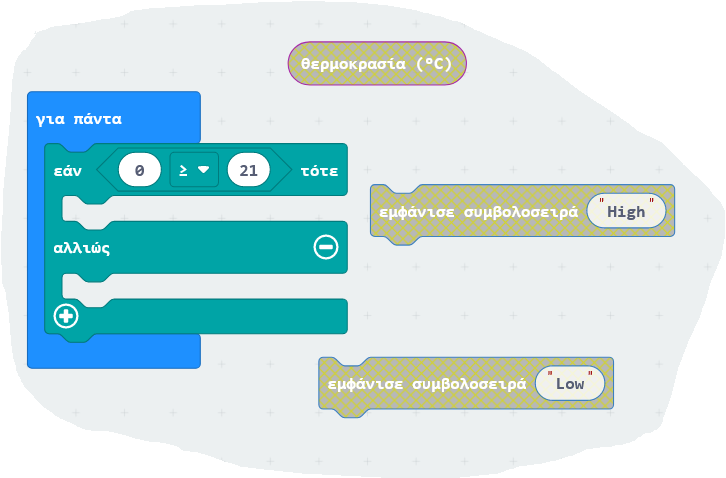 θερμοκρασία (°C)
για πάντα
εάν 0 ≥ 21 τότε
εμφάνισε συμβολοσειρά "High"
αλλιώς
εμφάνισε συμβολοσειρά "Low"